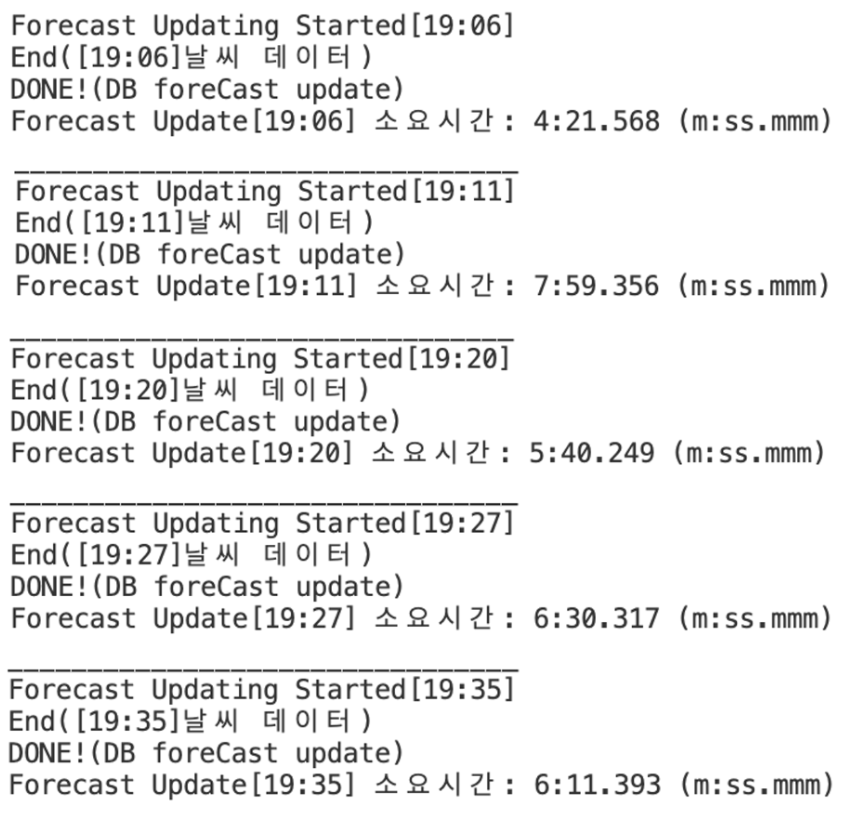 Forecast Updating Started[19:06]
End([19:06]날씨 데이터)
DONE!(DB foreCast update)
Forecast Update[19:06] 소요시간: 4:21.568 (m:ss.mmm)
________________________________
Forecast Updating Started[19:11]
End([19:11]날씨 데이터)
DONE!(DB foreCast update)
Forecast Update[19:11] 소요시간: 7:59.356 (m:ss.mmm)
________________________________
Forecast Updating Started[19:20]
End([19:20]날씨 데이터)
DONE!(DB foreCast update)
Forecast Update[19:20] 소요시간: 5:40.249 (m:ss.mmm)
________________________________
Forecast Updating Started[19:27]
End([19:27]날씨 데이터)
DONE!(DB foreCast update)
Forecast Update[19:27] 소요시간: 6:30.317 (m:ss.mmm)
________________________________
Forecast Updating Started[19:35]
End([19:35]날씨 데이터)
DONE!(DB foreCast update)
Forecast Update[19:35] 소요시간: 6:11.393 (m:ss.mmm)